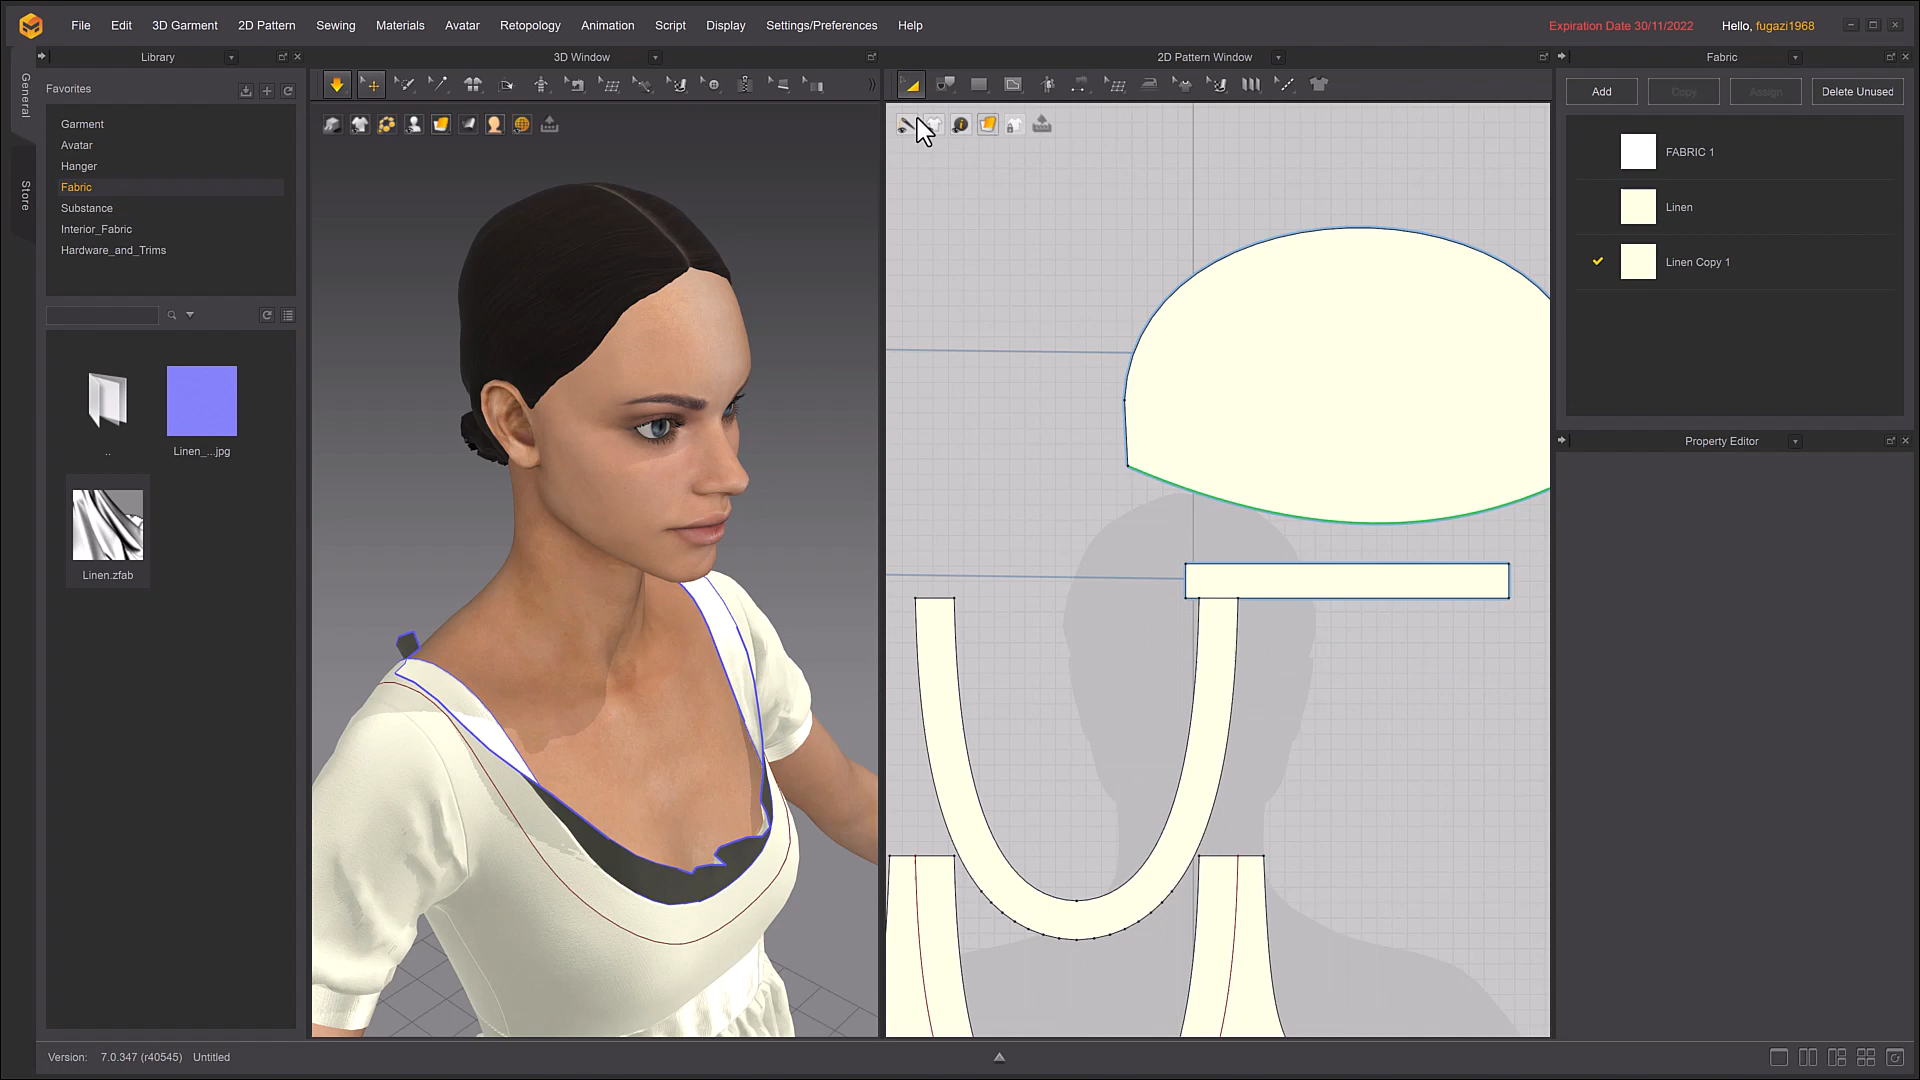 File Edit 3D Garment 2D Pattern Sewing Materials Avatar Retopology Animation Script Display Settings/Preferences Help Expiration Date 30/11/2022 Hello, fugazi1968
Library 3D Window 2D Pattern Window Fabric
General
Store
Favorites
Garment
Avatar
Hanger
Fabric
Substance
Interior_Fabric
Hardware_and_Trims
..
Linen_...jpg
Linen.zfab
Add Copy Assign Delete Unused
FABRIC 1
Linen
Linen Copy 1
Property Editor
Version: 7.0.347 (r40545) Untitled